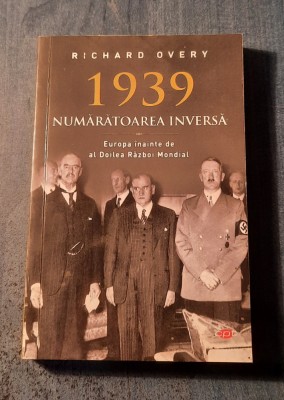 RICHARD OVERY
1939
NUMĂRĂTOAREA INVERSĂ
Europa înainte de
al Doilea Război Mondial